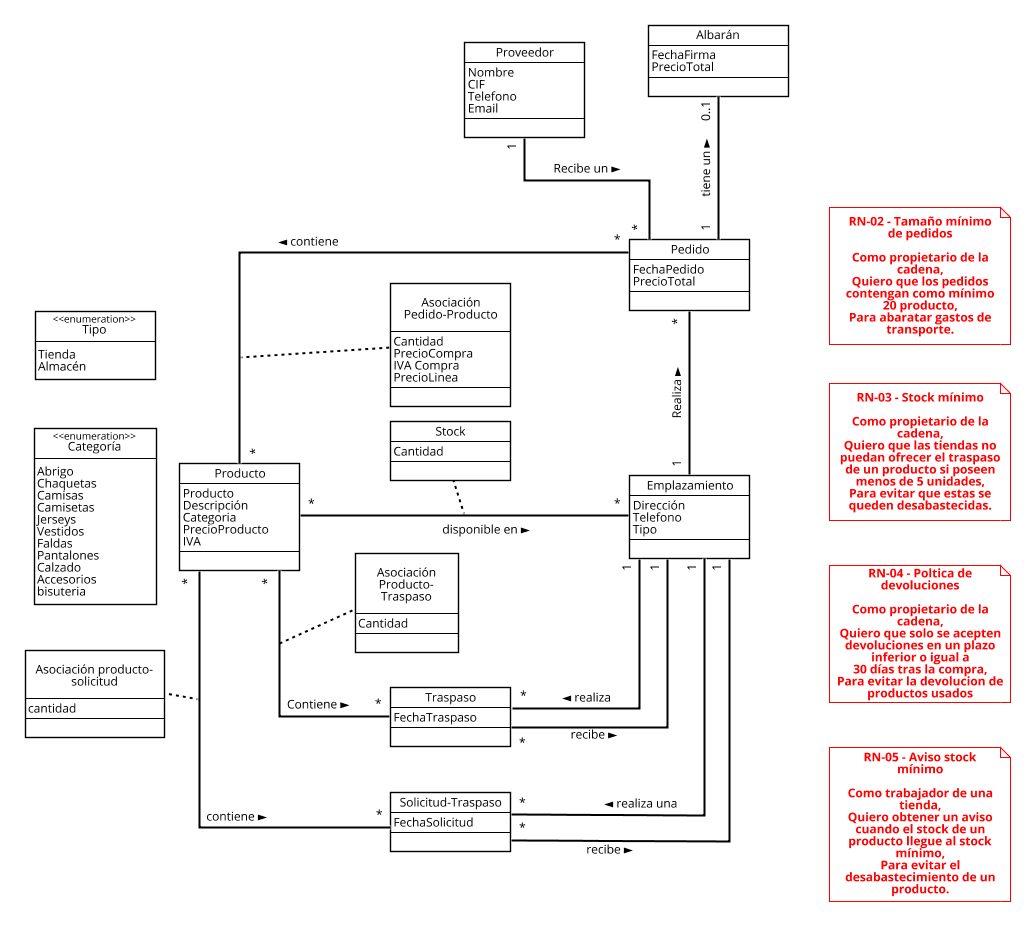 Proveedor
Nombre
CIF
Telefono
Email
1
Recibe un ►
*
Albarán
FechaFirma
PrecioTotal
0..1
tiene un ►
1
Pedido
FechaPedido
PrecioTotal
*
◄ contiene
*
*
Realiza ►
1
Asociación
Pedido-Producto
Cantidad
PrecioCompra
IVA Compra
PrecioLinea
<<enumeration>>
Tipo
Tienda
Almacén
<<enumeration>>
Categoría
Abrigo
Chaquetas
Camisas
Camisetas
Jerseys
Vestidos
Faldas
Pantalones
Calzado
Accesorios
bisuteria
Stock
Cantidad
Producto
Producto
Descripción
Categoría
PrecioProducto
IVA
*
*
disponible en ►
Emplazamiento
Dirección
Telefono
Tipo
*
*
1
1
1
1
Asociación
Producto-
Traspaso
Cantidad
Asociación producto-
solicitud
cantidad
Contiene ►
*
Traspaso
FechaTraspaso
*
◄ realiza
recibe ►
*
contiene ►
*
Solicitud-Traspaso
FechaSolicitud
*
◄ realiza una
*
recibe ►
RN-02 - Tamaño mínimo
de pedidos
Como propietario de la
cadena,
Quiero que los pedidos
contengan como mínimo
20 producto,
Para abaratar gastos de
transporte.
RN-03 - Stock mínimo
Como propietario de la
cadena,
Quiero que las tiendas no
puedan ofrecer el traspaso
de un producto si poseen
menos de 5 unidades,
Para evitar que estas se
queden desabastecidas.
RN-04 - Poltica de
devoluciones
Como propietario de la
cadena,
Quiero que solo se acepten
devoluciones en un plazo
inferior o igual a
30 días tras la compra,
Para evitar la devolucion de
productos usados
RN-05 - Aviso stock
mínimo
Como trabajador de una
tienda,
Quiero obtener un aviso
cuando el stock de un
producto llegue al stock
mínimo,
Para evitar el
desabastecimiento de un
producto.